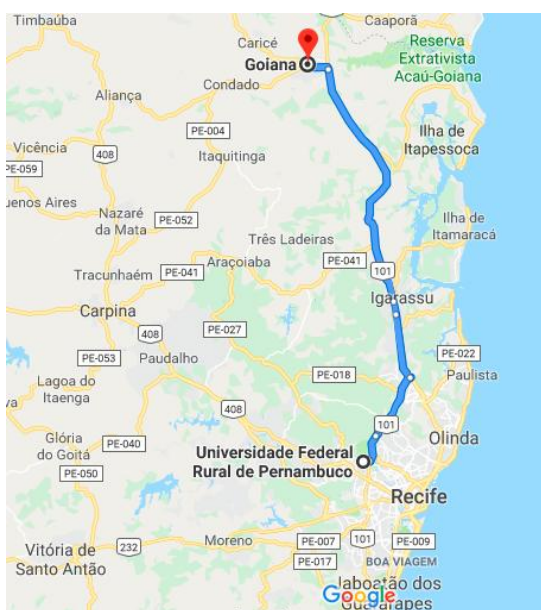 Timbaúba
Caaporã
Caricé
Goiana
Reserva
Extrativista
Acaú-Goiana
Condado
Aliança
PE-004
Ilha de
Itapessoca
Vicência
408
Itaquitinga
PE-059
uenos Aires
Nazaré
da Mata
PE-052
Ilha de
Itamaracá
Três Ladeiras
Tracunhaém
PE-041
Araçoiaba
PE-041
101
Igarassu
Carpina
408
PE-027
PE-053
Paudalho
PE-022
PE-018
Paulista
Lagoa do
Itaenga
va
408
101
Glória
do Goitá
PE-040
Olinda
Universidade Federal
Rural de Pernambuco
PE-050
Recife
Vitória de
Santo Antão
232
Moreno
PE-007
101
PE-009
PE-017
BOA VIAGEM
Jaboatão dos
Guararapes
Google